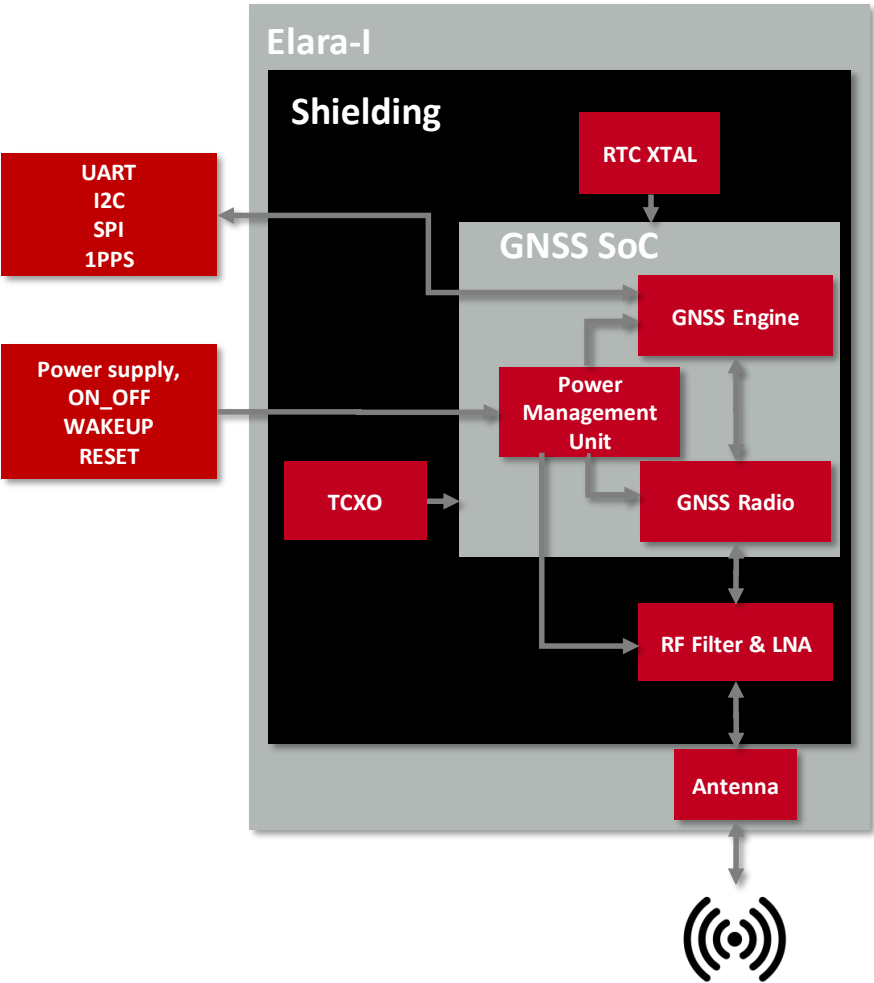 Elara-I
Shielding
RTC XTAL
UART
I2C
SPI
1PPS
GNSS SoC
GNSS Engine
Power supply,
ON_OFF
WAKEUP
RESET
Power
Management
Unit
TCXO
GNSS Radio
RF Filter & LNA
Antenna